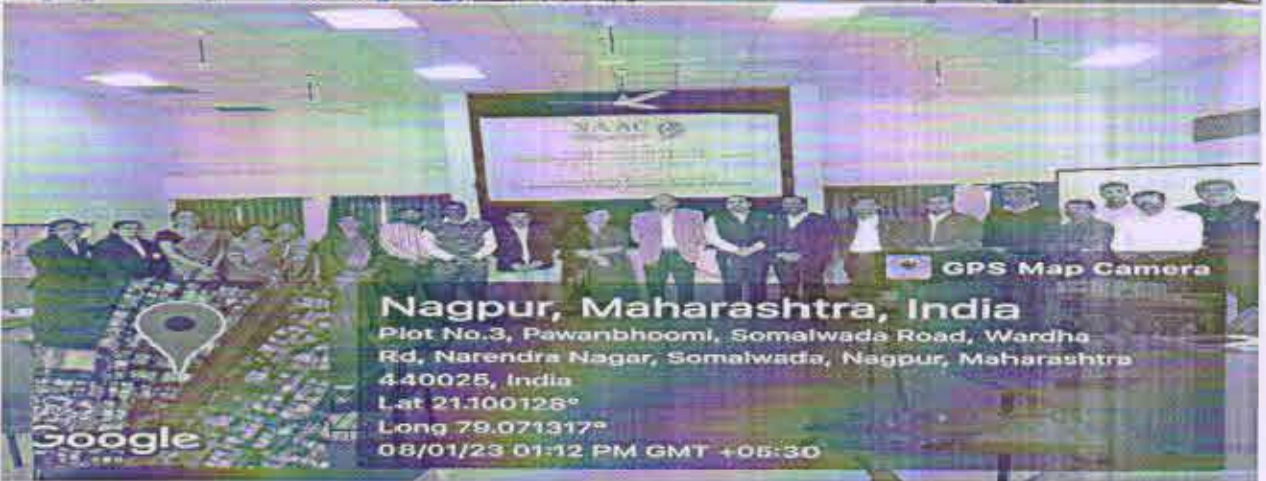 NAAC
GPS Map Camera
Nagpur, Maharashtra, India
Plot No.3, Pawanbhoomi, Somalwada Road, Wardha
Rd, Narendra Nagar, Somalwada, Nagpur, Maharashtra
440025, India
Lat 21.100128°
Long 79.071317°
08/01/23 01:12 PM GMT +05:30
Google